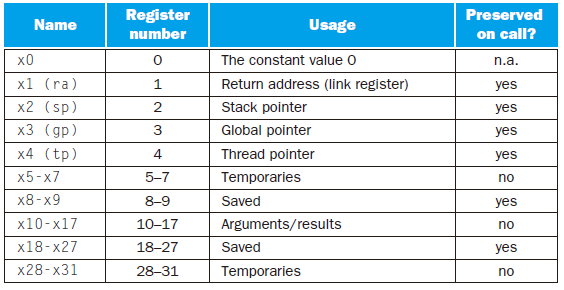 Name Register number Usage Preserved on call?
x0 0 The constant value 0 n.a.
x1 (ra) 1 Return address (link register) yes
x2 (sp) 2 Stack pointer yes
x3 (gp) 3 Global pointer yes
x4 (tp) 4 Thread pointer yes
x5-x7 5–7 Temporaries no
x8-x9 8–9 Saved yes
x10-x17 10–17 Arguments/results no
x18-x27 18–27 Saved yes
x28-x31 28–31 Temporaries no